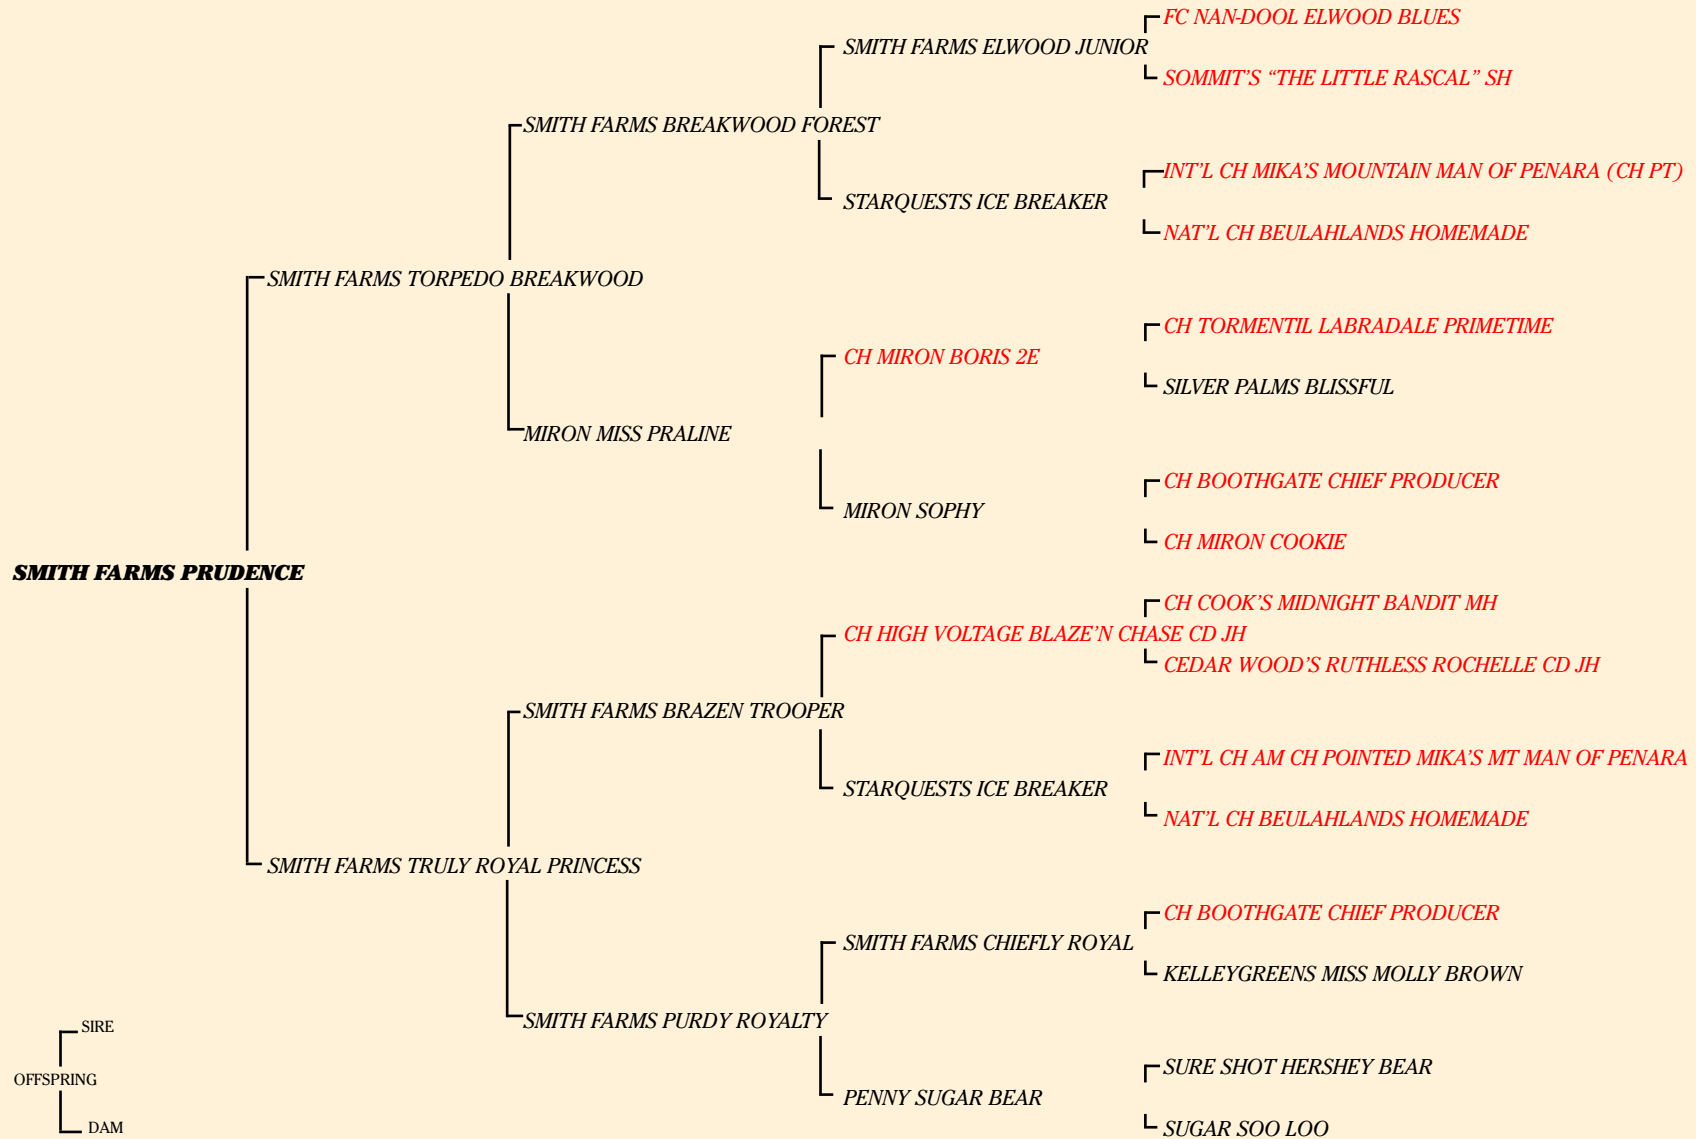 FC NAN-DOOL ELWOOD BLUES
SMITH FARMS ELWOOD JUNIOR
SOMMIT’S “THE LITTLE RASCAL” SH
SMITH FARMS BREAKWOOD FOREST
INT’L CH MIKA’S MOUNTAIN MAN OF PENARA (CH PT)
STARQUESTS ICE BREAKER
NAT’L CH BEULAHLANDS HOMEMADE
SMITH FARMS TORPEDO BREAKWOOD
CH TORMENTIL LABRADALE PRIMETIME
CH MIRON BORIS 2E
SILVER PALMS BLISSFUL
MIRON MISS PRALINE
CH BOOTHGATE CHIEF PRODUCER
MIRON SOPHY
CH MIRON COOKIE
SMITH FARMS PRUDENCE
CH COOK’S MIDNIGHT BANDIT MH
CH HIGH VOLTAGE BLAZE’N CHASE CD JH
CEDAR WOOD’S RUTHLESS ROCHELLE CD JH
SMITH FARMS BRAZEN TROOPER
INT’L CH AM CH POINTED MIKA’S MT MAN OF PENARA
STARQUESTS ICE BREAKER
NAT’L CH BEULAHLANDS HOMEMADE
SMITH FARMS TRULY ROYAL PRINCESS
CH BOOTHGATE CHIEF PRODUCER
SMITH FARMS CHIEFLY ROYAL
KELLEYGREENS MISS MOLLY BROWN
SMITH FARMS PURDY ROYALTY
SURE SHOT HERSHEY BEAR
PENNY SUGAR BEAR
SUGAR SOO LOO
SIRE
OFFSPRING
DAM